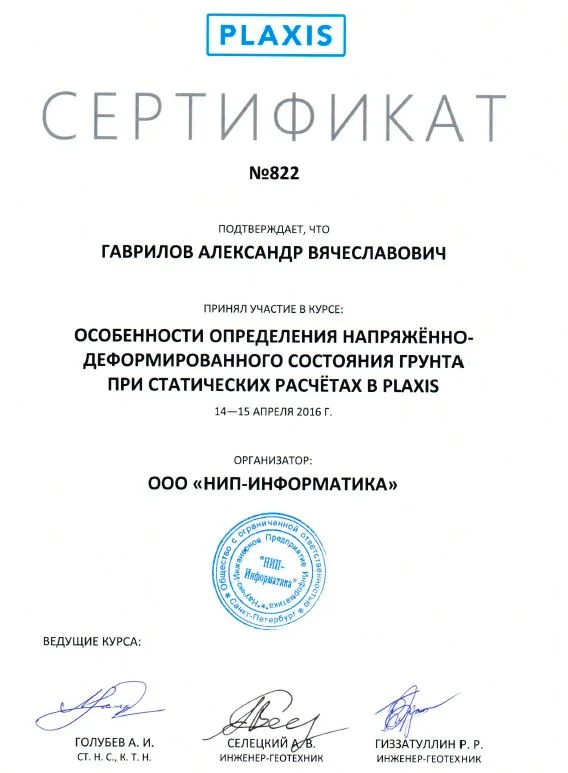 PLAXIS
СЕРТИФИКАТ
№822
ПОДТВЕРЖДАЕТ, ЧТО
ГАВРИЛОВ АЛЕКСАНДР ВЯЧЕСЛАВОВИЧ
ПРИНЯЛ УЧАСТИЕ В КУРСЕ:
ОСОБЕННОСТИ ОПРЕДЕЛЕНИЯ НАПРЯЖЁННО-
ДЕФОРМИРОВАННОГО СОСТОЯНИЯ ГРУНТА
ПРИ СТАТИЧЕСКИХ РАСЧЁТАХ В PLAXIS
14—15 АПРЕЛЯ 2016 Г.
ОРГАНИЗАТОР:
ООО «НИП-ИНФОРМАТИКА»
Общество с ограниченной ответственностью
* Санкт-Петербург *
Научно-Инженерное Предприятие Информатика"*
"НИП-
Информатика"
ВЕДУЩИЕ КУРСА:
ГОЛУБЕВ А. И.
СТ. Н. С., К. Т. Н.
СЕЛЕЦКИЙ А. В.
ИНЖЕНЕР-ГЕОТЕХНИК
ГИЗЗАТУЛЛИН Р. Р.
ИНЖЕНЕР-ГЕОТЕХНИК